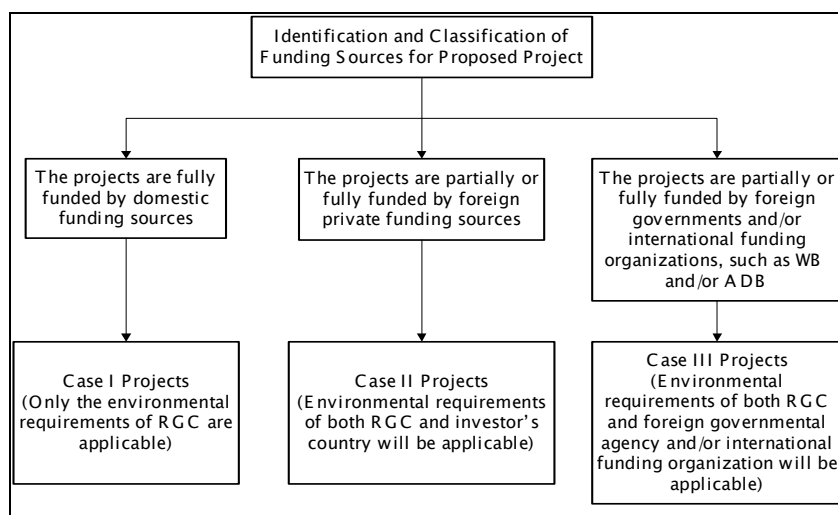 Identification and Classification of
Funding Sources for Proposed Project
The projects are fully
funded by domestic
funding sources
The projects are partially or
fully funded by foreign
private funding sources
The projects are partially or
fully funded by foreign
governments and/or
international funding
organizations, such as WB
and/or ADB
Case I Projects
(Only the environmental
requirements of RGC are
applicable)
Case II Projects
(Environmental requirements
of both RGC and investor's
country will be applicable)
Case III Projects
(Environmental
requirements of both RGC
and foreign governmental
agency and/or international
funding organization will be
applicable)